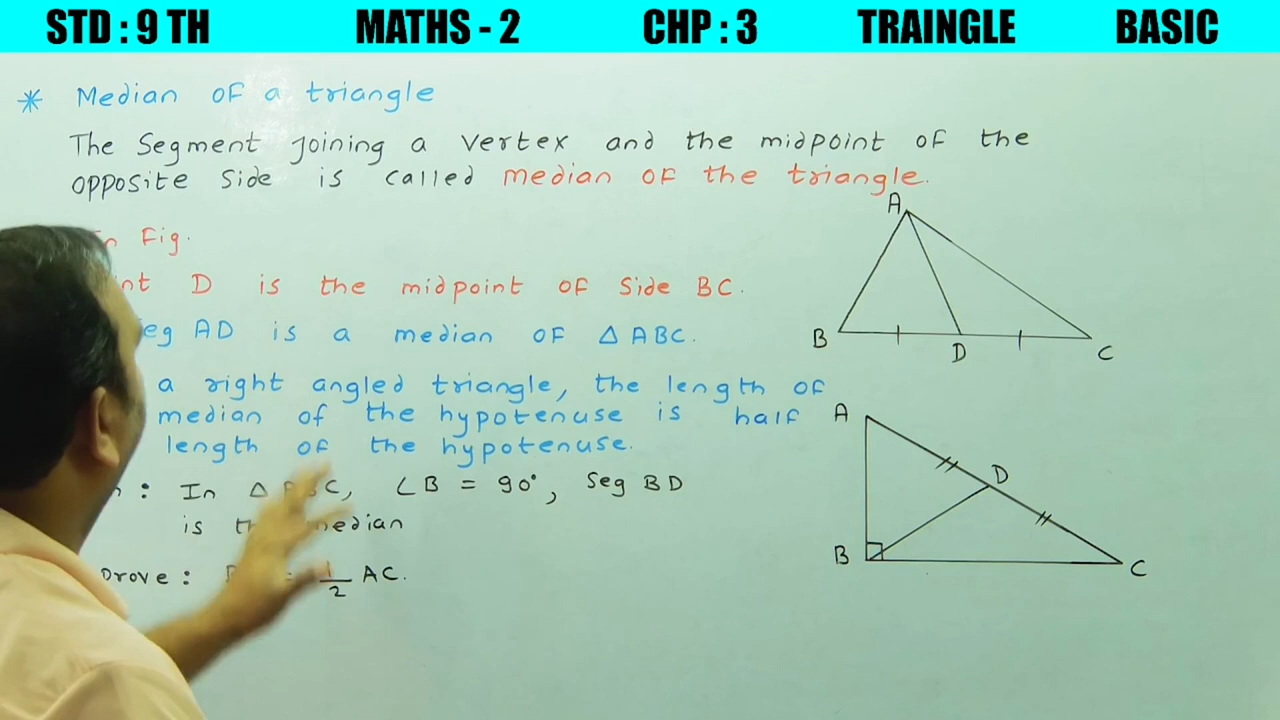 STD : 9 TH MATHS - 2 CHP : 3 TRAINGLE BASIC
* Median of a triangle
The Segment joining a vertex and the midpoint of the
opposite side is called median of the triangle.
Fig.
D is the midpoint of side BC.
AD is a median of △ ABC.
a right angled triangle, the length of
median of the hypotenuse is half
length of the hypotenuse.
: In △ ABC, ∠B = 90°, Seg BD
is the median
Prove : = 1/2 AC.
A
B
D
C
A
D
B
C